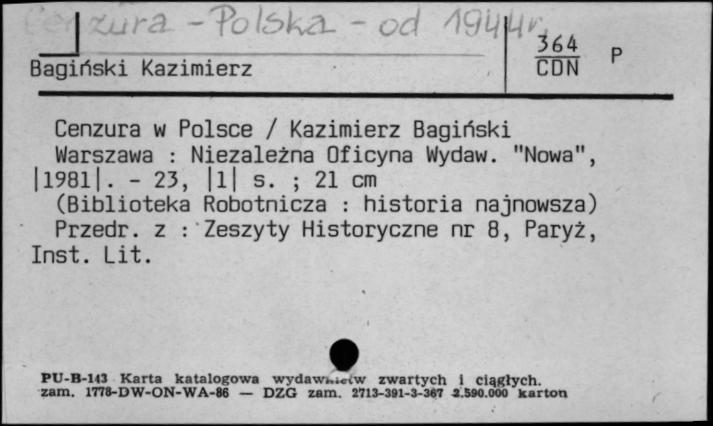 Cenzura - Polska - od 1944 r.
364
CDN
P
Bagiński Kazimierz
Cenzura w Polsce / Kazimierz Bagiński
Warszawa : Niezależna Oficyna Wydaw. "Nowa",
|1981|. - 23, |1| s. ; 21 cm
(Biblioteka Robotnicza : historia najnowsza)
Przedr. z : Zeszyty Historyczne nr 8, Paryż,
Inst. Lit.
PU-B-143 Karta katalogowa wydawnictw zwartych i ciągłych.
zam. 1778-DW-ON-WA-86 — DZG zam. 2713-391-3-367 2.590.000 karton